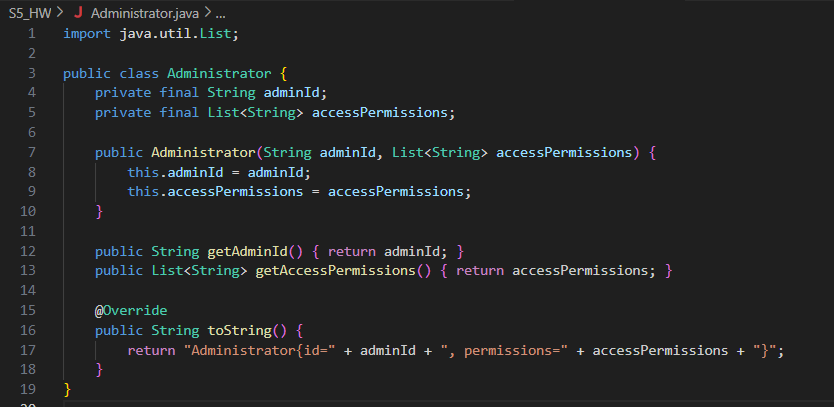 S5_HW > J Administrator.java > ...
1 import java.util.List;
2
3 public class Administrator {
4     private final String adminId;
5     private final List<String> accessPermissions;
6
7     public Administrator(String adminId, List<String> accessPermissions) {
8         this.adminId = adminId;
9         this.accessPermissions = accessPermissions;
10     }
11
12     public String getAdminId() { return adminId; }
13     public List<String> getAccessPermissions() { return accessPermissions; }
14
15     @Override
16     public String toString() {
17         return "Administrator{id=" + adminId + ", permissions=" + accessPermissions + "}";
18     }
19 }
20